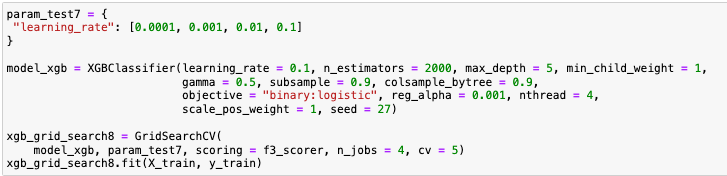 param_test7 = {
 "learning_rate": [0.0001, 0.001, 0.01, 0.1]
}
model_xgb = XGBClassifier(learning_rate = 0.1, n_estimators = 2000, max_depth = 5, min_child_weight = 1,
                          gamma = 0.5, subsample = 0.9, colsample_bytree = 0.9,
                          objective = "binary:logistic", reg_alpha = 0.001, nthread = 4,
                          scale_pos_weight = 1, seed = 27)
xgb_grid_search8 = GridSearchCV(
    model_xgb, param_test7, scoring = f3_scorer, n_jobs = 4, cv = 5)
xgb_grid_search8.fit(X_train, y_train)